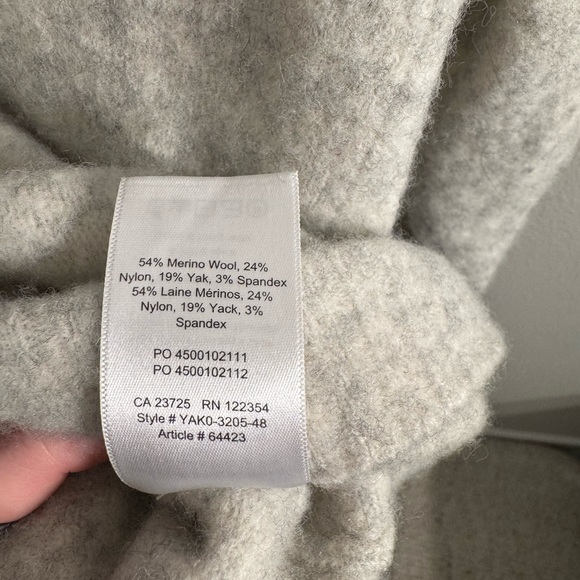 54% Merino Wool, 24%
Nylon, 19% Yak, 3% Spandex
54% Laine Mérinos, 24%
Nylon, 19% Yack, 3%
Spandex
PO 4500102111
PO 4500102112
CA 23725 RN 122354
Style # YAK0-3205-48
Article # 64423